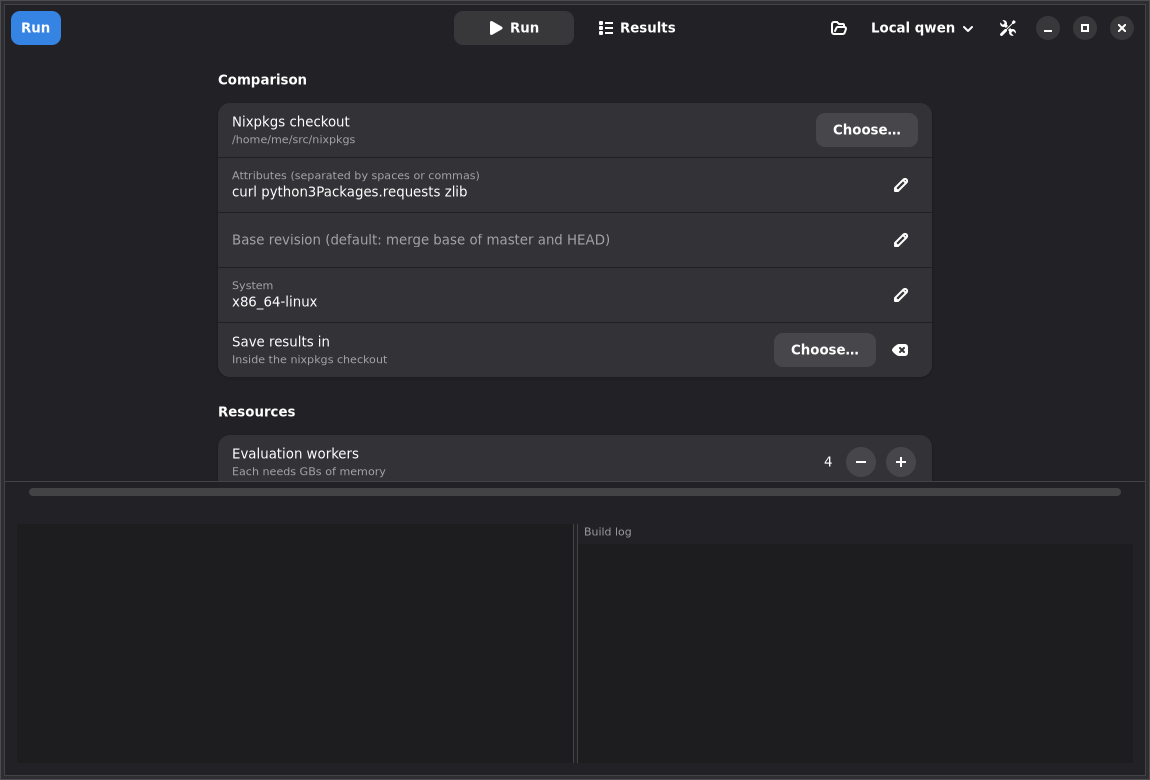 Run
Run
Results
Local qwen
Comparison
Nixpkgs checkout
/home/me/src/nixpkgs
Choose...
Attributes (separated by spaces or commas)
curl python3Packages.requests zlib
Base revision (default: merge base of master and HEAD)
System
x86_64-linux
Save results in
Inside the nixpkgs checkout
Choose...
Resources
Evaluation workers
Each needs GBs of memory
4
Build log